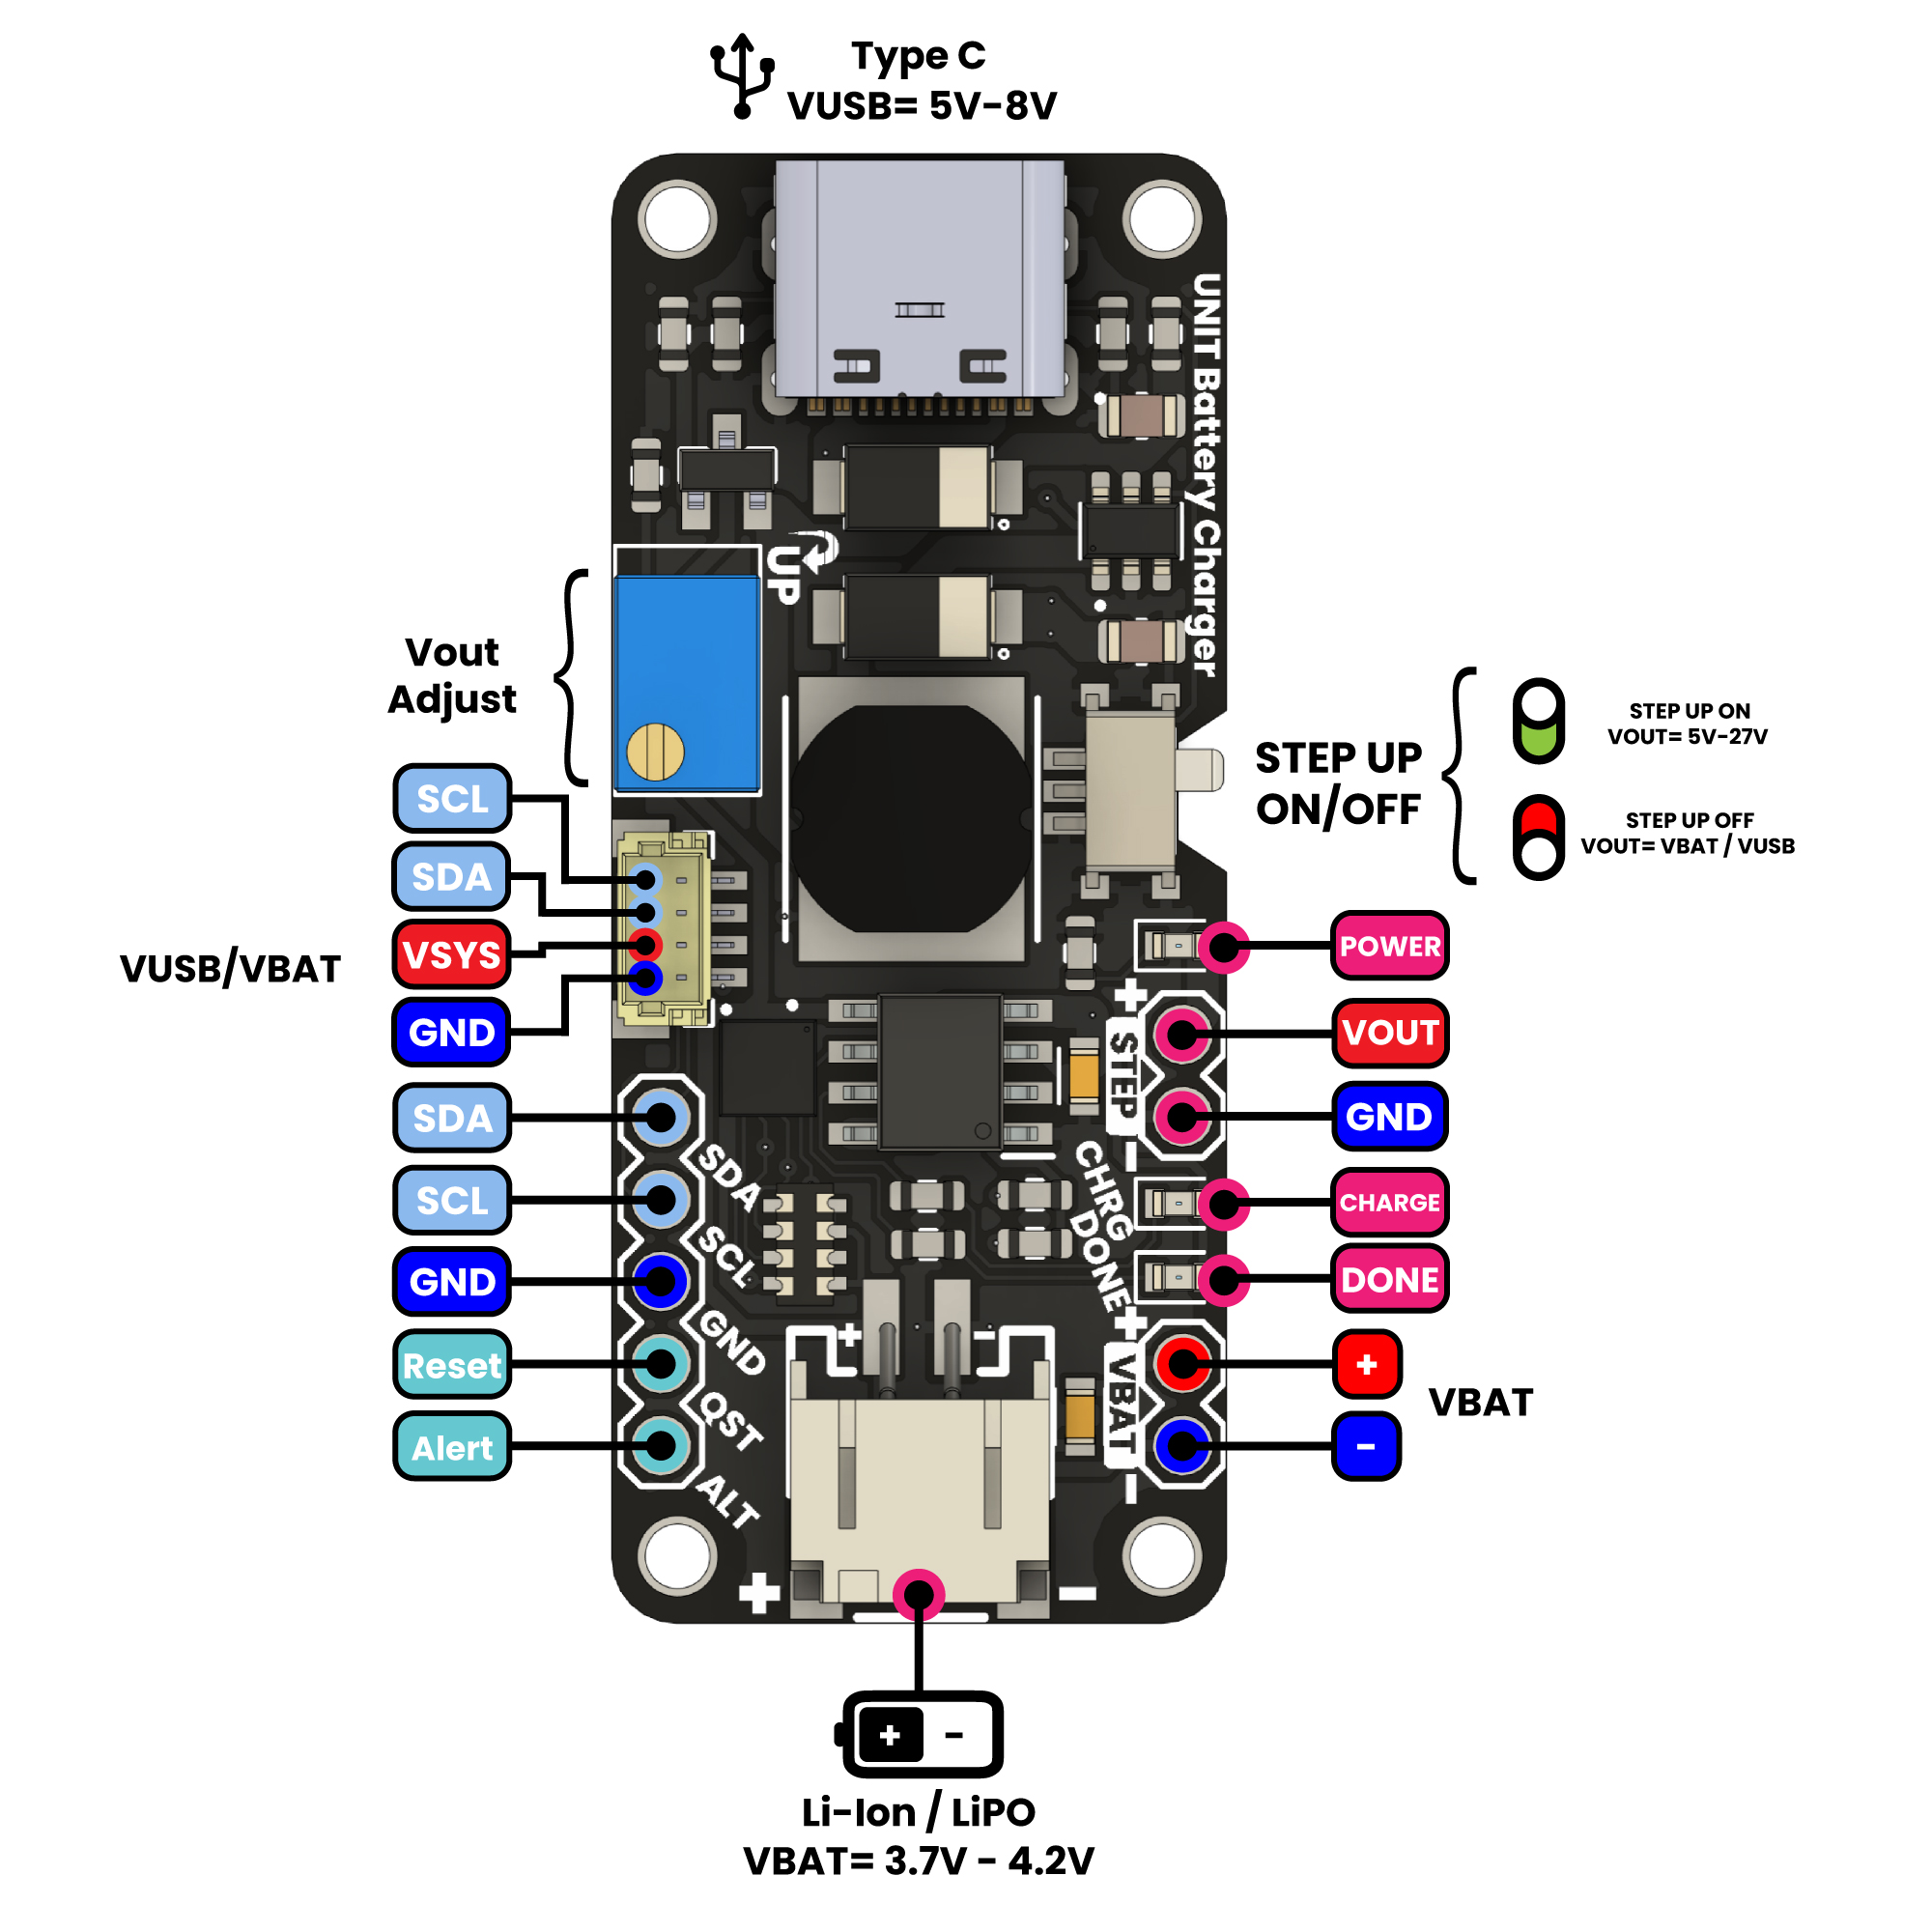 Type C
VUSB= 5V-8V
UNIT Battery Charger
UP
Vout
Adjust
STEP UP
ON/OFF
STEP UP ON
VOUT= 5V-27V
STEP UP OFF
VOUT= VBAT / VUSB
SCL
SDA
VSYS
GND
VUSB/VBAT
SDA
SCL
GND
Reset
Alert
SDA
SCL
GND
QST
ALT
POWER
VOUT
GND
CHARGE
DONE
+
-
VBAT
+
STEP
-
CHRG
DONE
+
VBAT
-
+ -
+ -
+ -
Li-Ion / LiPO
VBAT= 3.7V - 4.2V